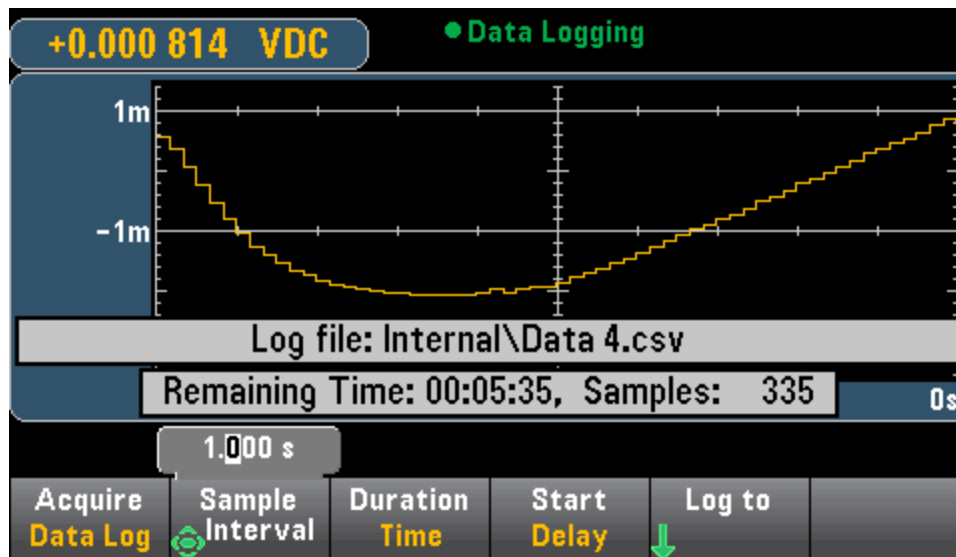 +0.000 814 VDC
Data Logging
1m
-1m
Log file: Internal\Data 4.csv
Remaining Time: 00:05:35, Samples: 335
0s
1.000 s
Acquire
Data Log
Sample
Interval
Duration
Time
Start
Delay
Log to